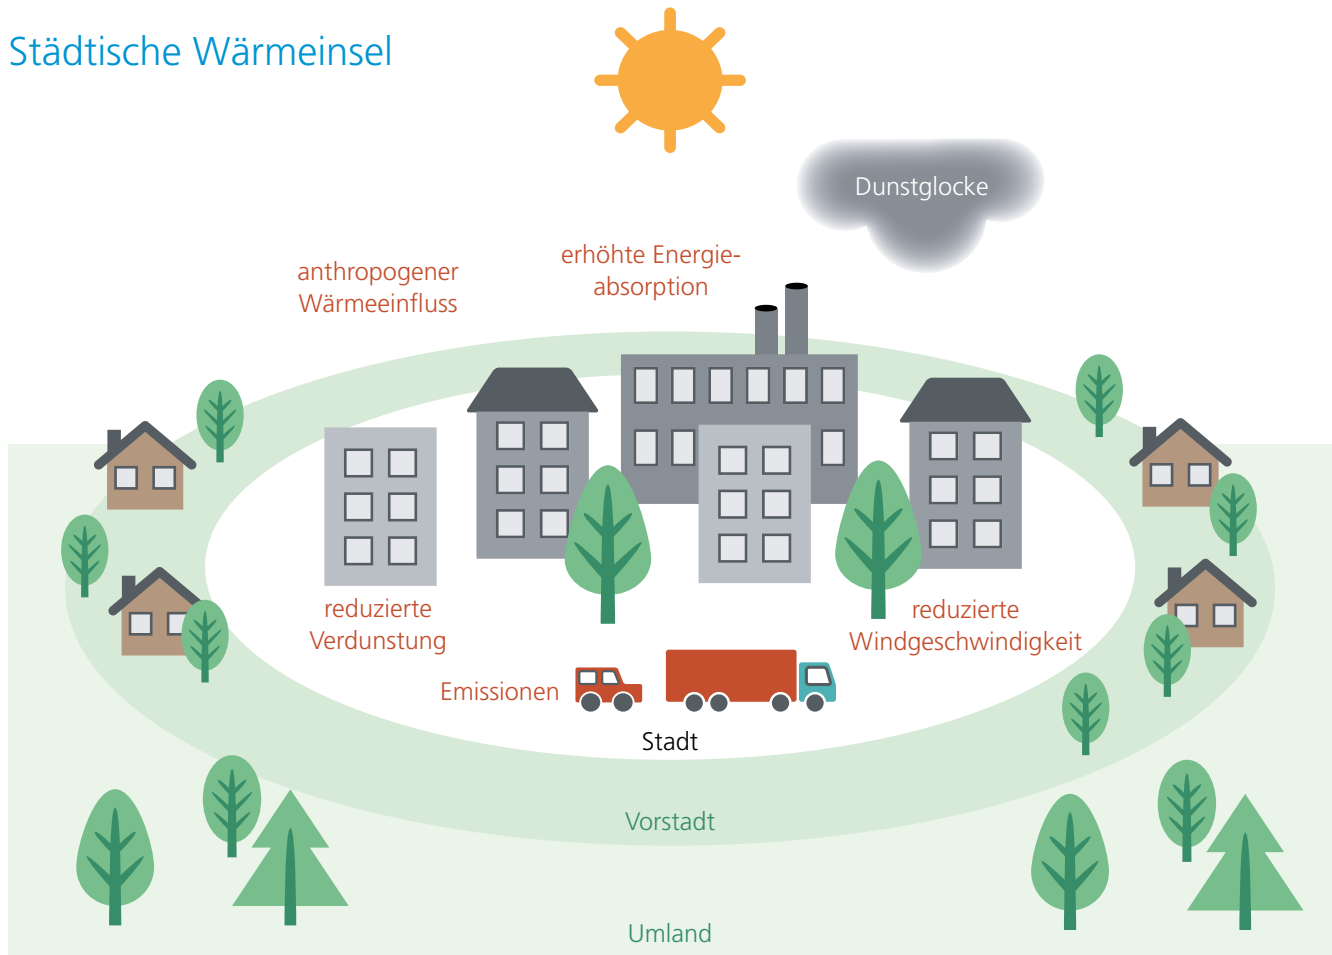 Städtische Wärmeinsel
Dunstglocke
anthropogener
Wärmeeinfluss
erhöhte Energie-
absorption
reduzierte
Verdunstung
reduzierte
Windgeschwindigkeit
Emissionen
Stadt
Vorstadt
Umland